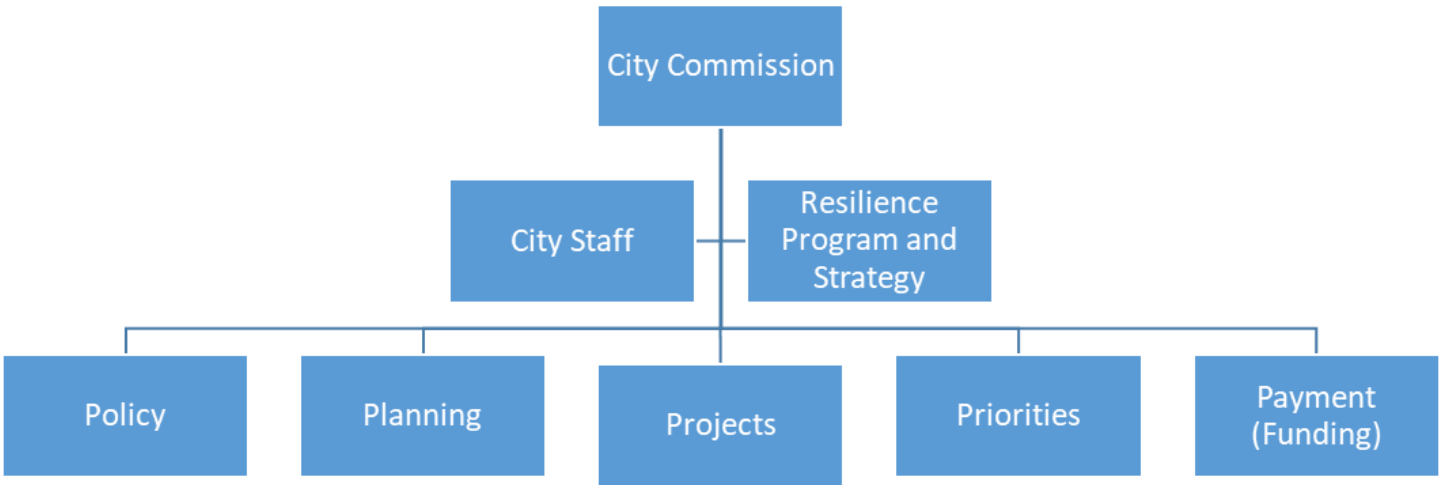 City Commission
City Staff
Resilience
Program and
Strategy
Policy
Planning
Projects
Priorities
Payment
(Funding)